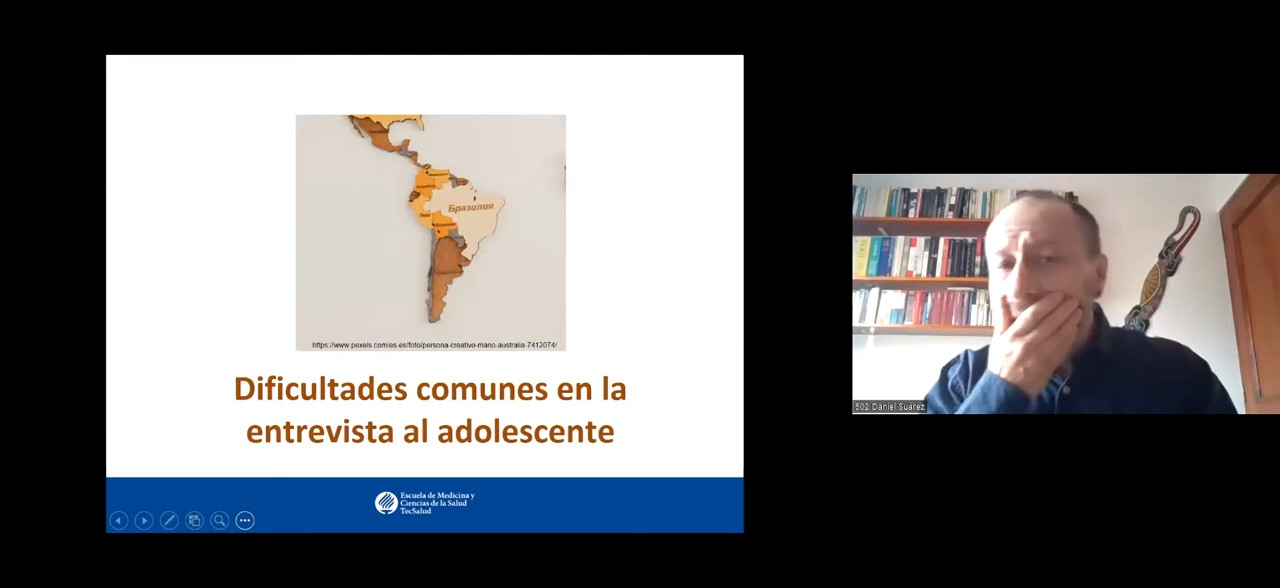 Бразилия
https://www.pexels.com/es-es/foto/persona-creativo-mano-australia-7412074/
Dificultades comunes en la
entrevista al adolescente
Escuela de Medicina y
Ciencias de la Salud
TecSalud
502 Daniel Suárez